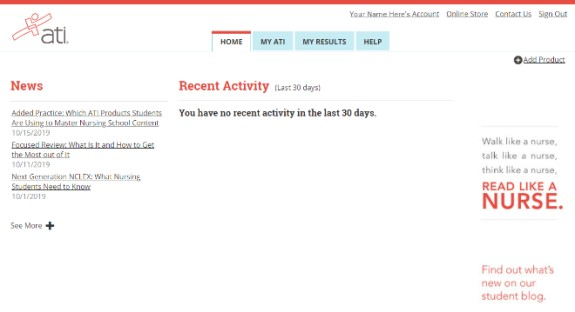 Your Name Here's Account Online Store Contact Us Sign Out
ati
HOME MY ATI MY RESULTS HELP
Add Product
News
Added Practice: Which ATI Products Students
Are Using to Master Nursing School Content
10/15/2019
Focused Review: What Is It and How to Get
the Most out of It
10/11/2019
Next Generation NCLEX: What Nursing
Students Need to Know
10/1/2019
See More
Recent Activity (Last 30 days)
You have no recent activity in the last 30 days.
Walk like a nurse,
talk like a nurse,
think like a nurse,
READ LIKE A
NURSE.
Find out what's
new on our
student blog.